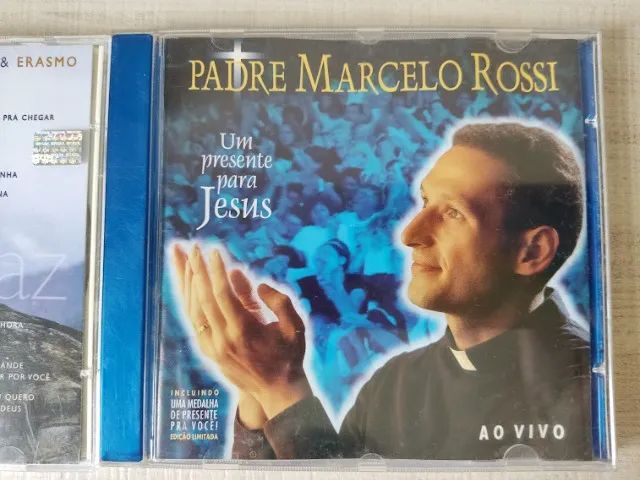 & ERASMO
PRA CHEGAR
NHA
NA
az
HORA
ANDE
R POR VOCÊ
QUERO
DEUS
PADRE MARCELO ROSSI
Um
presente
para
Jesus
INCLUINDO
UMA MEDALHA
DE PRESENTE
PRA VOCÊ!
EDIÇÃO LIMITADA
AO VIVO